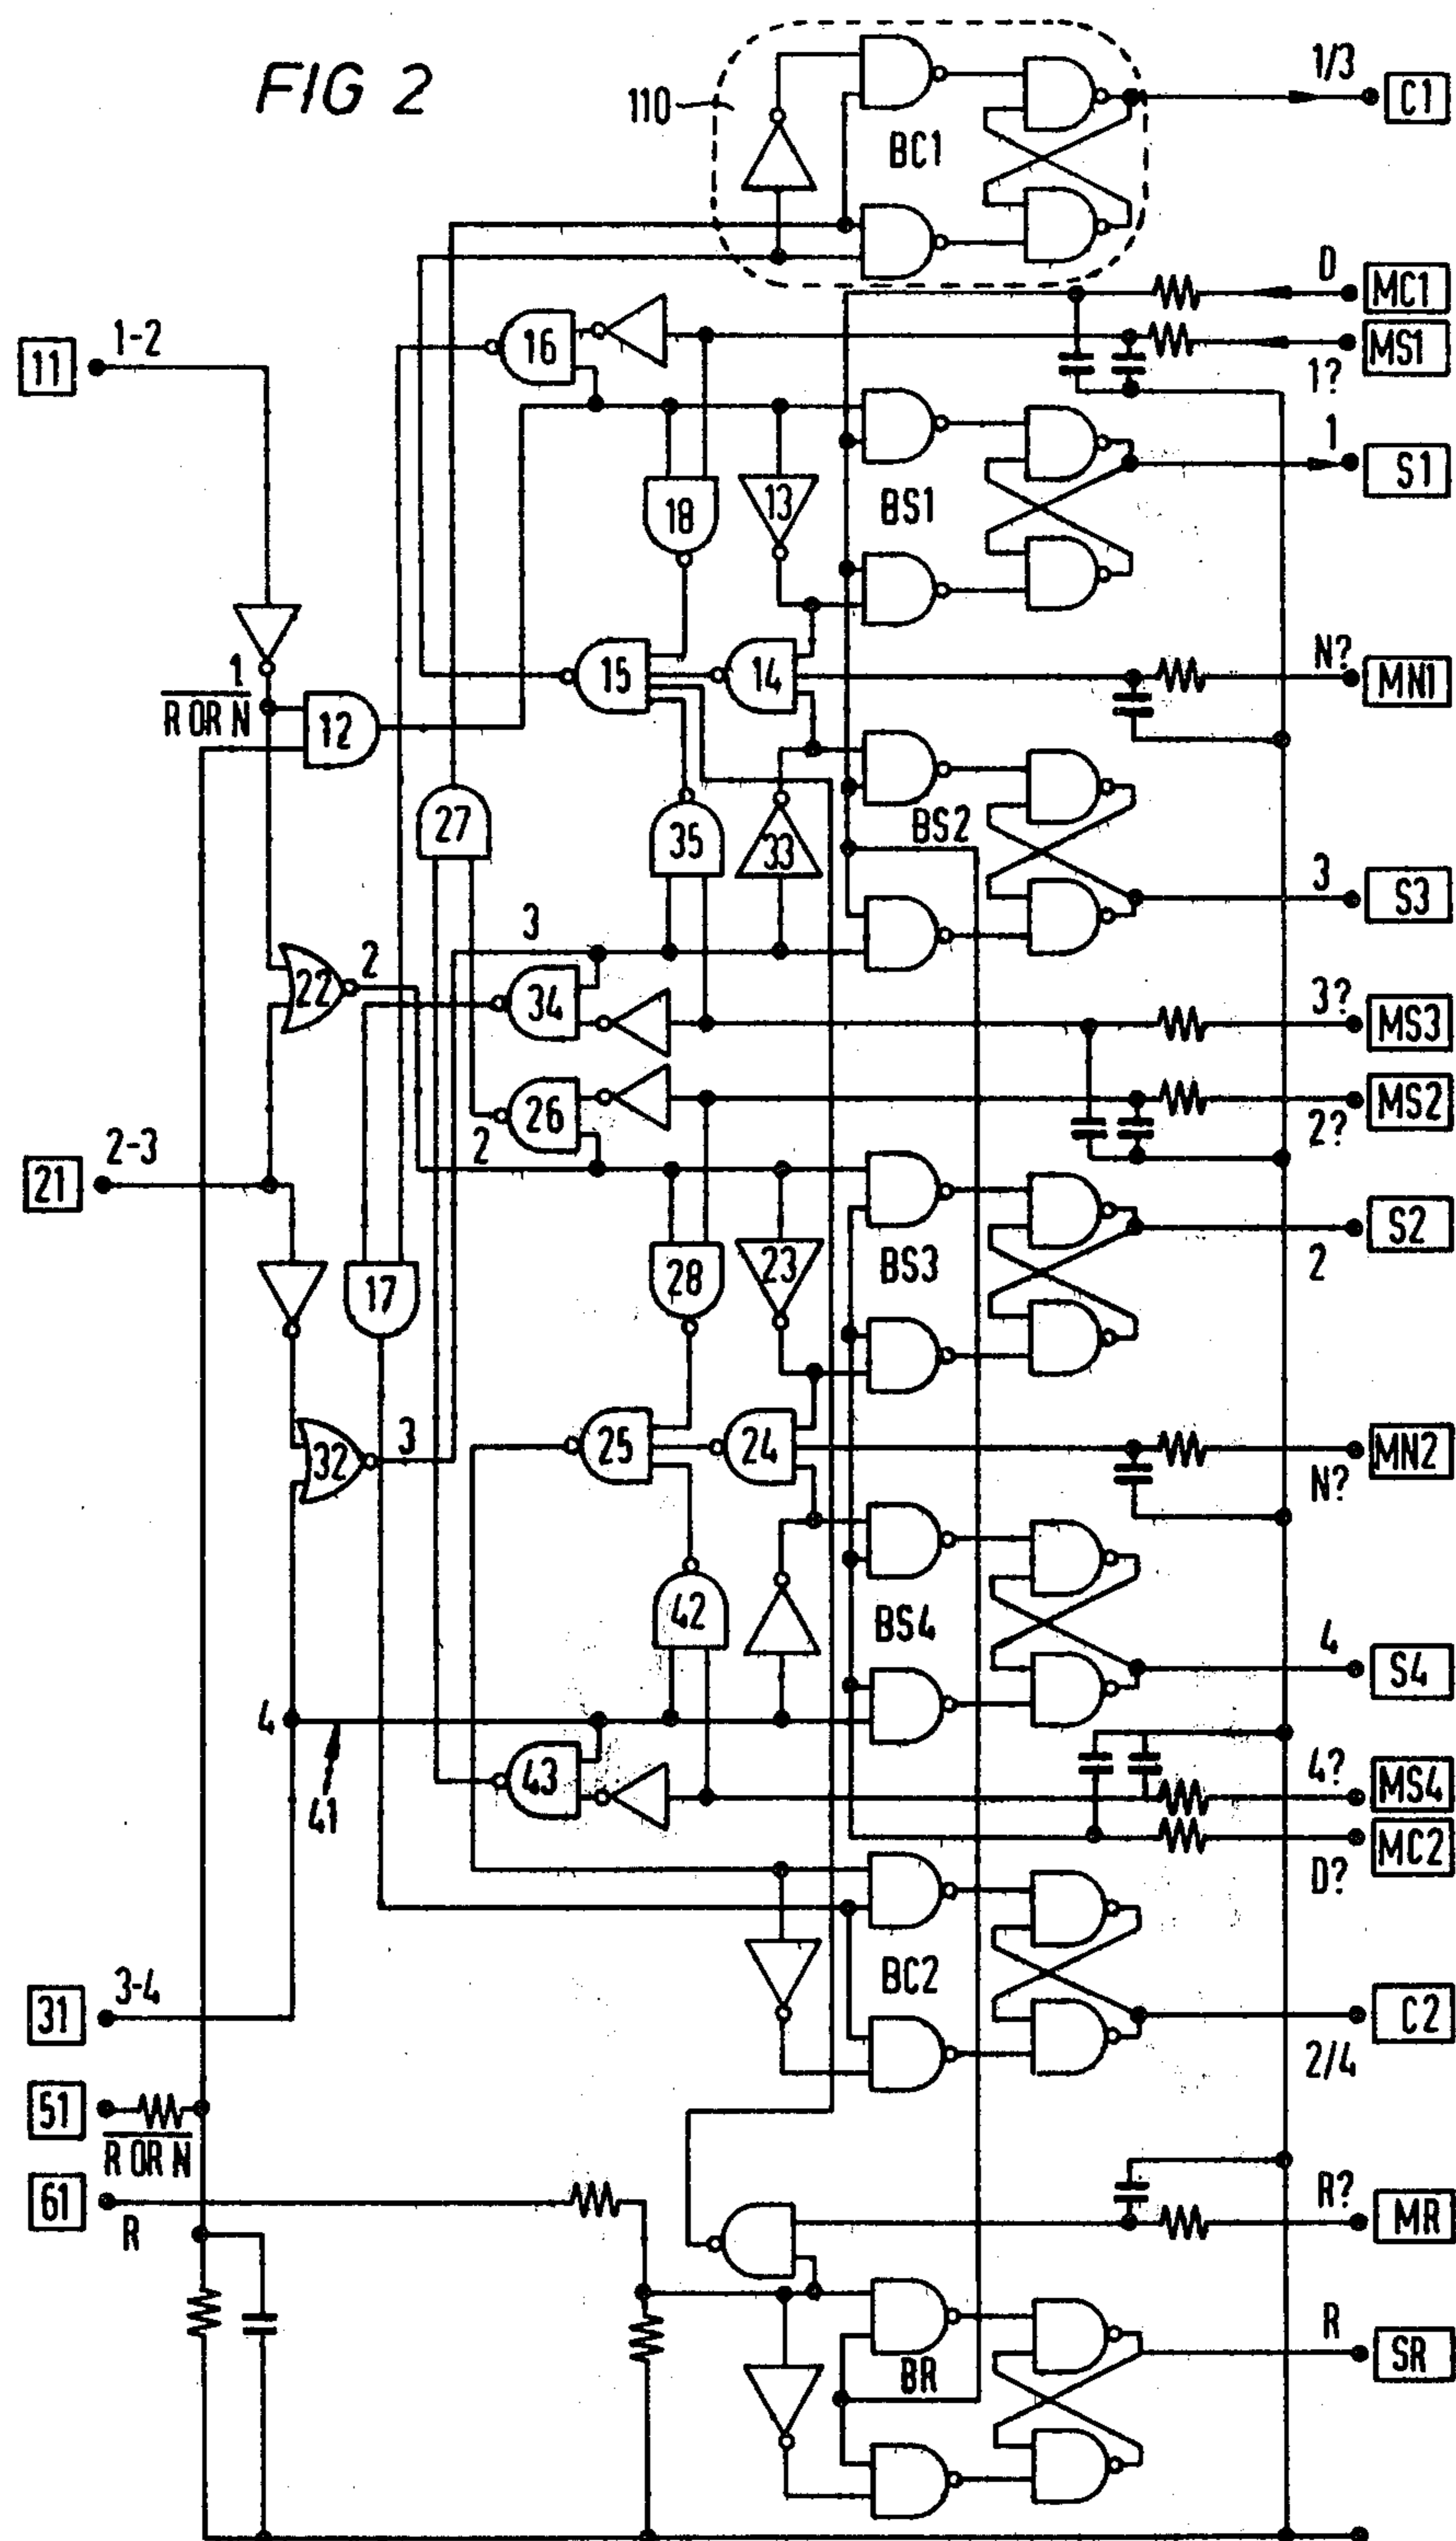 FIG 2
110
BC1
1/3
C1
D
MC1
MS1
1?
11
1-2
16
1
S1
18
13
BS1
1
R OR N
12
15
14
N?
MN1
27
35
33
BS2
3
S3
3
22
2
34
3?
MS3
26
2
MS2
2?
21
2-3
17
28
23
BS3
S2
2
32
3
25
24
MN2
N?
42
BS4
4
S4
4
41
43
4?
MS4
MC2
D?
31
3-4
BC2
C2
2/4
51
R OR N
61
R
R?
MR
BR
R
SR